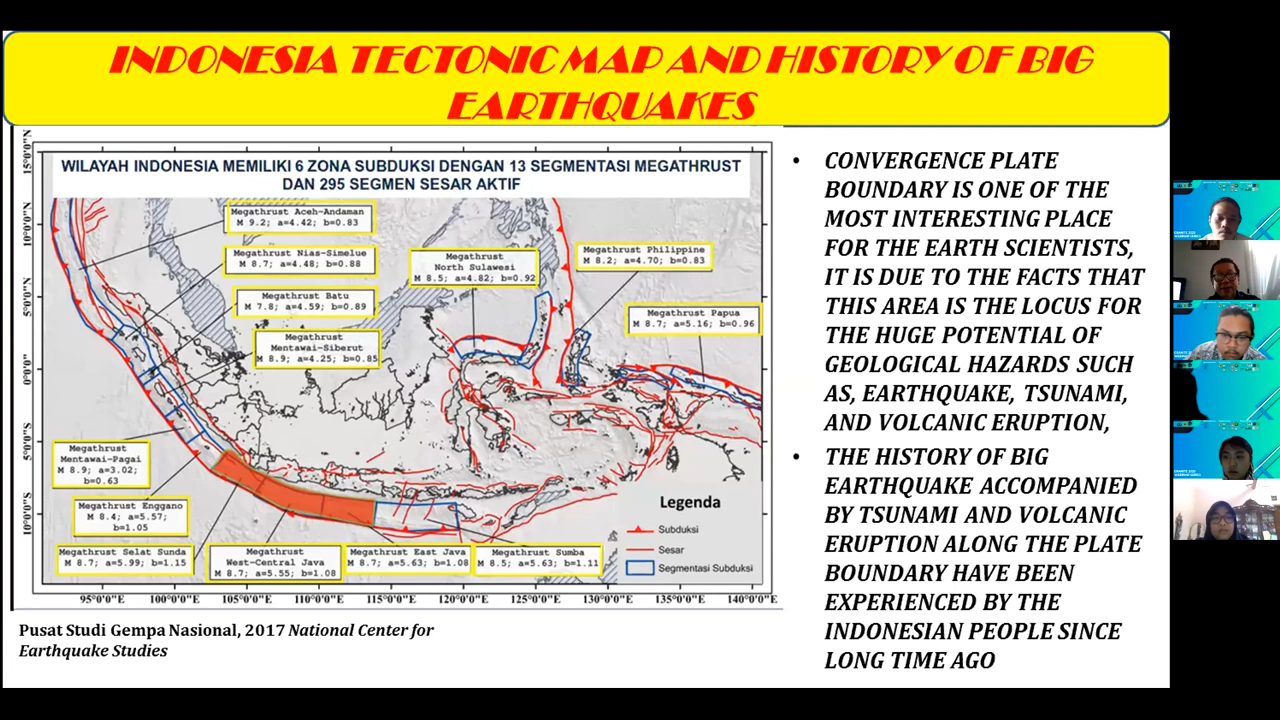 INDONESIA TECTONIC MAP AND HISTORY OF BIG
EARTHQUAKES
WILAYAH INDONESIA MEMILIKI 6 ZONA SUBDUKSI DENGAN 13 SEGMENTASI MEGATHRUST
DAN 295 SEGMEN SESAR AKTIF
15°0'0"N
10°0'0"N
5°0'0"N
0°0'0"
5°0'0"S
10°0'0"S
Megathrust Aceh-Andaman
M 9.2; a=4.42; b=0.83
Megathrust Nias-Simelue
M 8.7; a=4.48; b=0.88
Megathrust Batu
M 7.8; a=4.59; b=0.89
Megathrust
Mentawai-Siberut
M 8.9; a=4.25; b=0.85
Megathrust
North Sulawesi
M 8.5; a=4.82; b=0.92
Megathrust Philippine
M 8.2; a=4.70; b=0.83
Megathrust Papua
M 8.7; a=5.16; b=0.96
Megathrust
Mentawai-Pagai
M 8.9; a=3.02;
b=0.63
Megathrust Enggano
M 8.4; a=5.57;
b=1.05
Megathrust Selat Sunda
M 8.7; a=5.99; b=1.15
Megathrust
West-Central Java
M 8.7; a=5.55; b=1.08
Megathrust East Java
M 8.7; a=5.63; b=1.08
Megathrust Sumba
M 8.5; a=5.63; b=1.11
Legenda
Subduksi
Sesar
Segmentasi Subduksi
95°0'0"E 100°0'0"E 105°0'0"E 110°0'0"E 115°0'0"E 120°0'0"E 125°0'0"E 130°0'0"E 135°0'0"E 140°0'0"E
Pusat Studi Gempa Nasional, 2017 National Center for
Earthquake Studies
• CONVERGENCE PLATE
BOUNDARY IS ONE OF THE
MOST INTERESTING PLACE
FOR THE EARTH SCIENTISTS,
IT IS DUE TO THE FACTS THAT
THIS AREA IS THE LOCUS FOR
THE HUGE POTENTIAL OF
GEOLOGICAL HAZARDS SUCH
AS, EARTHQUAKE, TSUNAMI,
AND VOLCANIC ERUPTION,
• THE HISTORY OF BIG
EARTHQUAKE ACCOMPANIED
BY TSUNAMI AND VOLCANIC
ERUPTION ALONG THE PLATE
BOUNDARY HAVE BEEN
EXPERIENCED BY THE
INDONESIAN PEOPLE SINCE
LONG TIME AGO